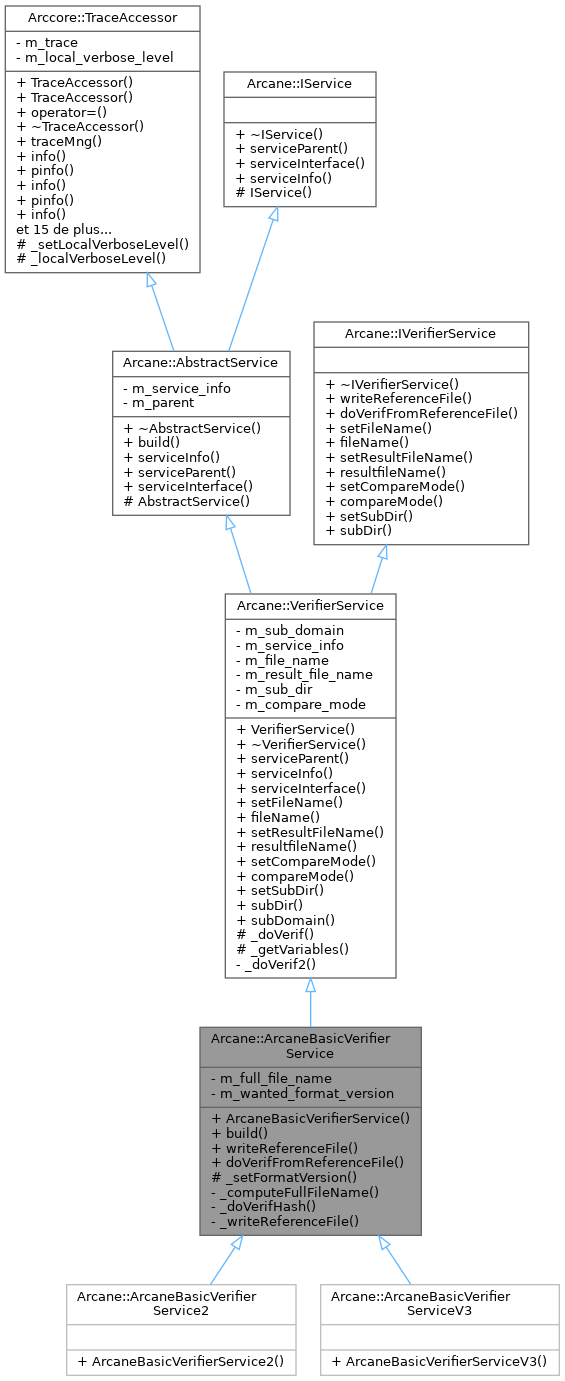 Arccore::TraceAccessor
- m_trace
- m_local_verbose_level
+ TraceAccessor()
+ TraceAccessor()
+ operator=()
+ ~TraceAccessor()
+ traceMng()
+ info()
+ pinfo()
+ info()
+ pinfo()
+ info()
et 15 de plus...
# _setLocalVerboseLevel()
# _localVerboseLevel()
Arcane::IService
+ ~IService()
+ serviceParent()
+ serviceInterface()
+ serviceInfo()
# IService()
Arcane::AbstractService
- m_service_info
- m_parent
+ ~AbstractService()
+ build()
+ serviceInfo()
+ serviceParent()
+ serviceInterface()
# AbstractService()
Arcane::IVerifierService
+ ~IVerifierService()
+ writeReferenceFile()
+ doVerifFromReferenceFile()
+ setFileName()
+ fileName()
+ setResultFileName()
+ resultfileName()
+ setCompareMode()
+ compareMode()
+ setSubDir()
+ subDir()
Arcane::VerifierService
- m_sub_domain
- m_service_info
- m_file_name
- m_result_file_name
- m_sub_dir
- m_compare_mode
+ VerifierService()
+ ~VerifierService()
+ serviceParent()
+ serviceInfo()
+ serviceInterface()
+ setFileName()
+ fileName()
+ setResultFileName()
+ resultfileName()
+ setCompareMode()
+ compareMode()
+ setSubDir()
+ subDir()
+ subDomain()
# _doVerif()
# _getVariables()
- _doVerif2()
Arcane::ArcaneBasicVerifier
Service
- m_full_file_name
- m_wanted_format_version
+ ArcaneBasicVerifierService()
+ build()
+ writeReferenceFile()
+ doVerifFromReferenceFile()
# _setFormatVersion()
- _computeFullFileName()
- _doVerifHash()
- _writeReferenceFile()
Arcane::ArcaneBasicVerifier
Service2
+ ArcaneBasicVerifierService2()
Arcane::ArcaneBasicVerifier
ServiceV3
+ ArcaneBasicVerifierServiceV3()